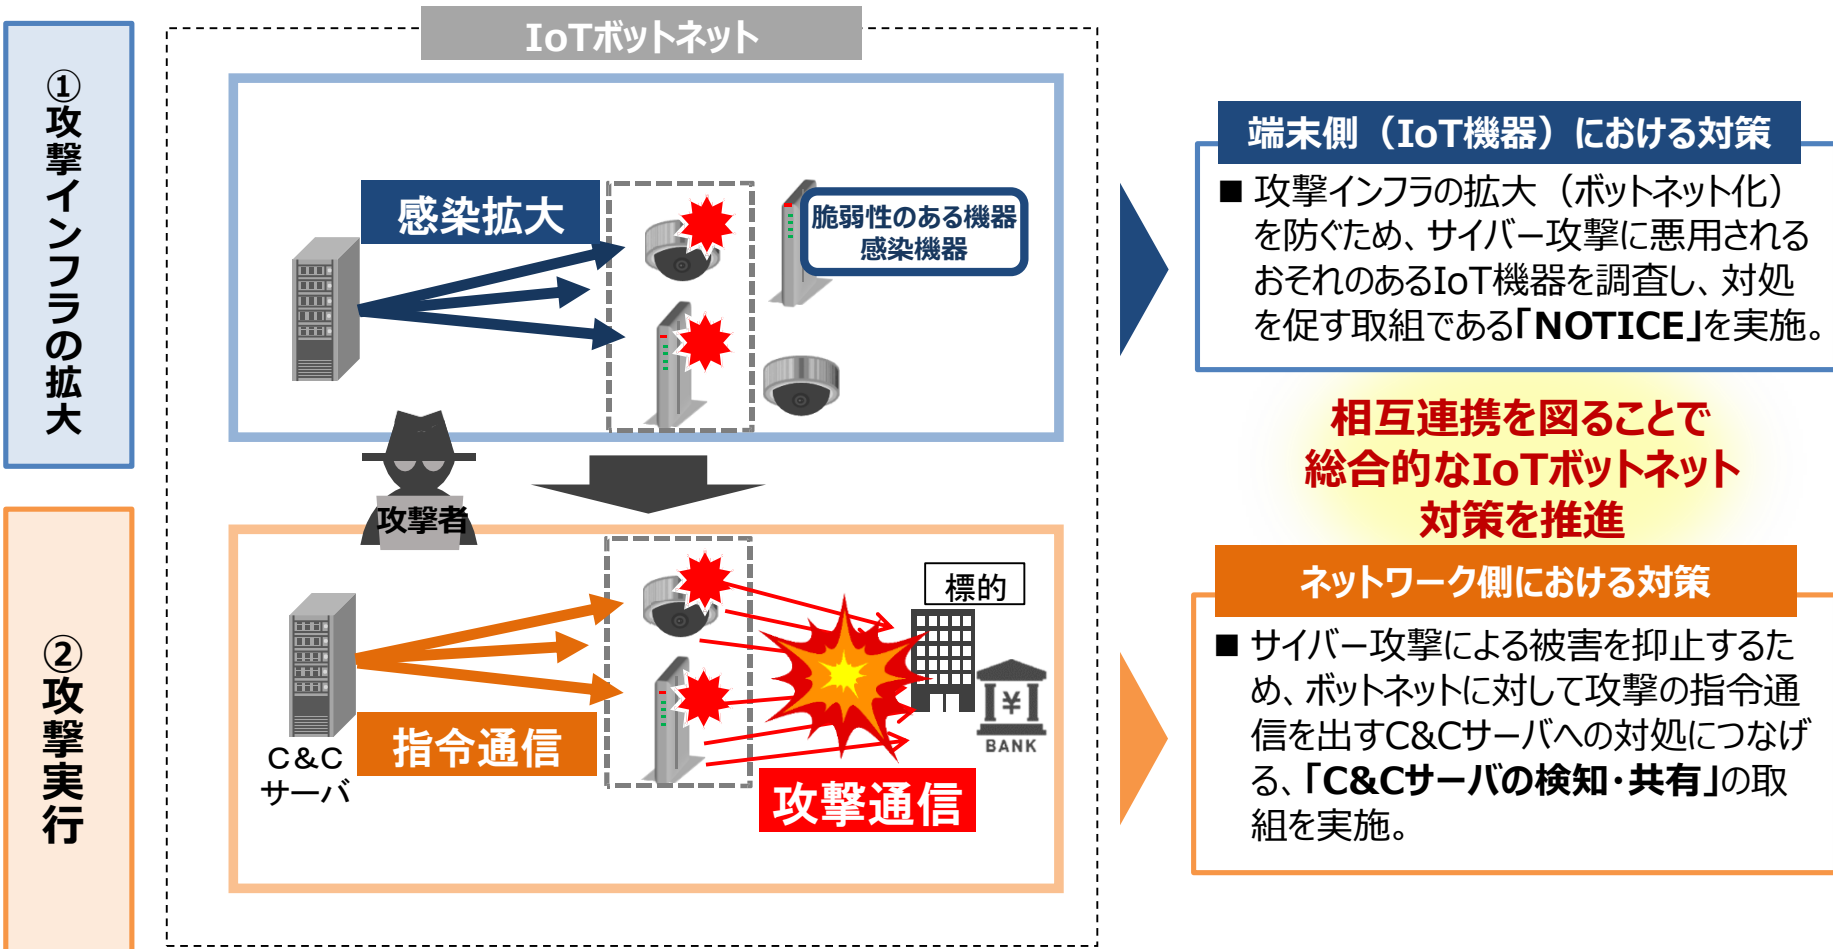 IoTボットネット
①攻撃インフラの拡大
感染拡大
脆弱性のある機器
感染機器
攻撃者
②攻撃実行
C&C
サーバ
指令通信
攻撃通信
標的
¥
BANK
端末側（IoT機器）における対策
■ 攻撃インフラの拡大（ボットネット化）
を防ぐため、サイバー攻撃に悪用される
おそれのあるIoT機器を調査し、対処
を促す取組である「NOTICE」を実施。
相互連携を図ることで
総合的なIoTボットネット
対策を推進
ネットワーク側における対策
■ サイバー攻撃による被害を抑止するた
め、ボットネットに対して攻撃の指令通
信を出すC&Cサーバへの対処につなげ
る、「C&Cサーバの検知・共有」の取
組を実施。